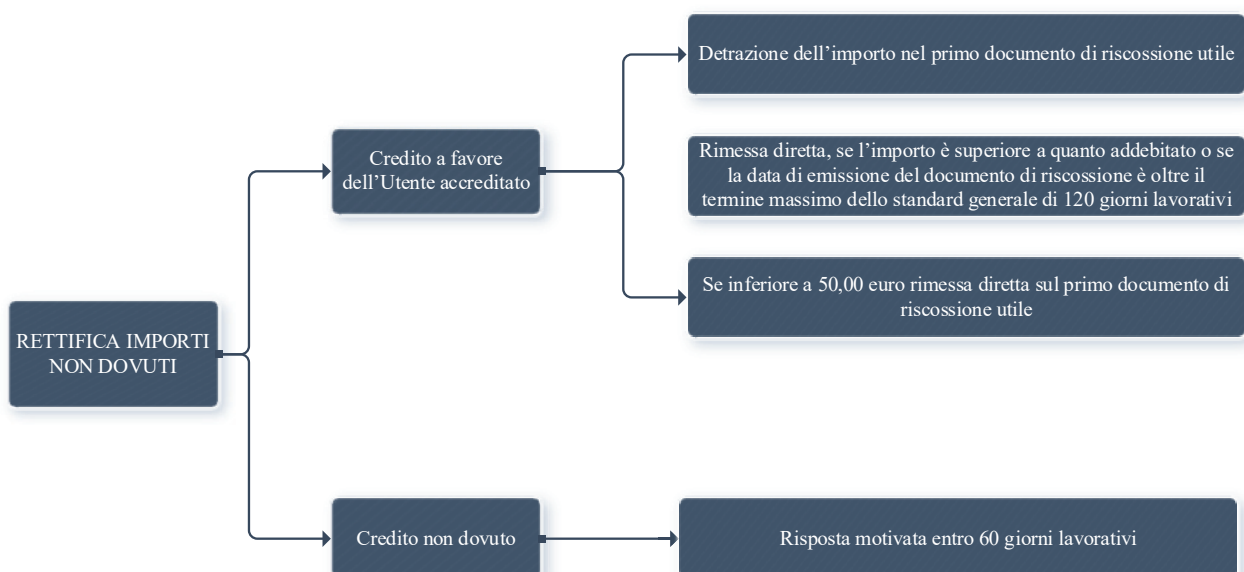 RETTIFICA IMPORTI
NON DOVUTI
Credito a favore
dell’Utente accreditato
Detrazione dell’importo nel primo documento di riscossione utile
Rimessa diretta, se l’importo è superiore a quanto addebitato o se
la data di emissione del documento di riscossione è oltre il
termine massimo dello standard generale di 120 giorni lavorativi
Se inferiore a 50,00 euro rimessa diretta sul primo documento di
riscossione utile
Credito non dovuto
Risposta motivata entro 60 giorni lavorativi